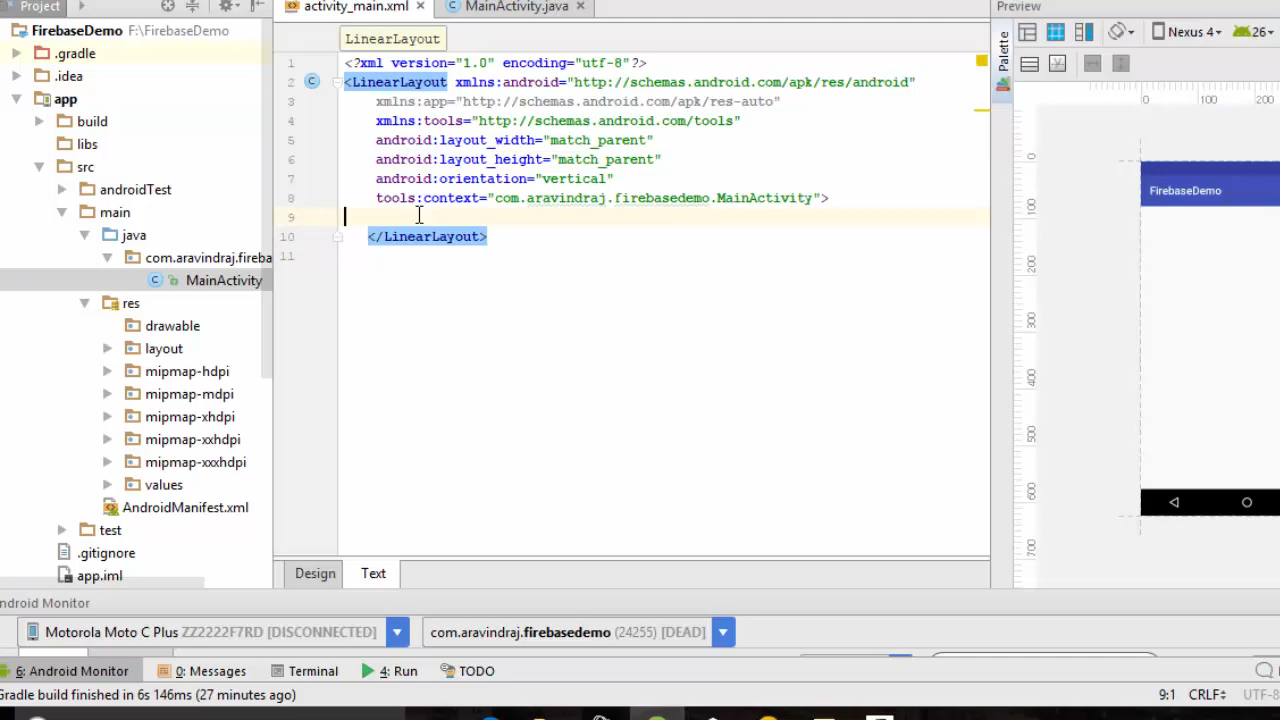 Project
activity_main.xml
MainActivity.java
Preview
FirebaseDemo F:\FirebaseDemo
.gradle
.idea
app
build
libs
src
androidTest
main
java
com.aravindraj.fireba
MainActivity
res
drawable
layout
mipmap-hdpi
mipmap-mdpi
mipmap-xhdpi
mipmap-xxhdpi
mipmap-xxxhdpi
values
AndroidManifest.xml
test
.gitignore
app.iml
LinearLayout
1 <?xml version="1.0" encoding="utf-8"?>
2 <LinearLayout xmlns:android="http://schemas.android.com/apk/res/android"
3 xmlns:app="http://schemas.android.com/apk/res-auto"
4 xmlns:tools="http://schemas.android.com/tools"
5 android:layout_width="match_parent"
6 android:layout_height="match_parent"
7 android:orientation="vertical"
8 tools:context="com.aravindraj.firebasedemo.MainActivity">
9
10 </LinearLayout>
11
Design Text
Palette
Nexus 4
26
0 100 200
0
100
200
300
400
500
600
700
FirebaseDemo
ndroid Monitor
Motorola Moto C Plus ZZ2222F7RD [DISCONNECTED]
com.aravindraj.firebasedemo (24255) [DEAD]
6: Android Monitor
0: Messages
Terminal
4: Run
TODO
Gradle build finished in 6s 146ms (27 minutes ago)
9:1 CRLF UTF-8